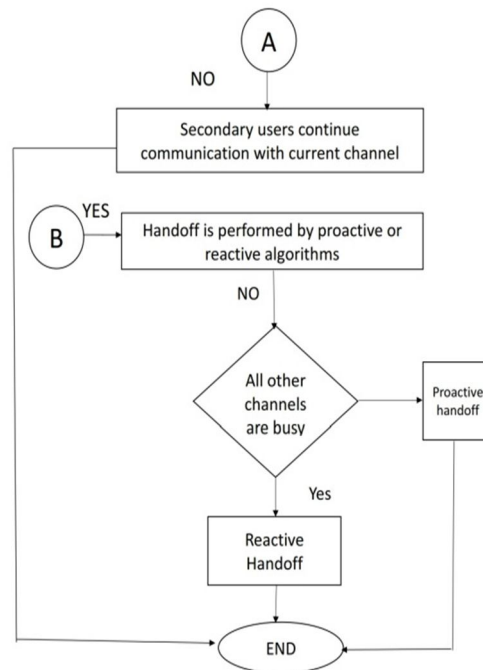 A
NO
Secondary users continue
communication with current channel
YES
B
Handoff is performed by proactive or
reactive algorithms
NO
All other
channels
are busy
Proactive
handoff
Yes
Reactive
Handoff
END